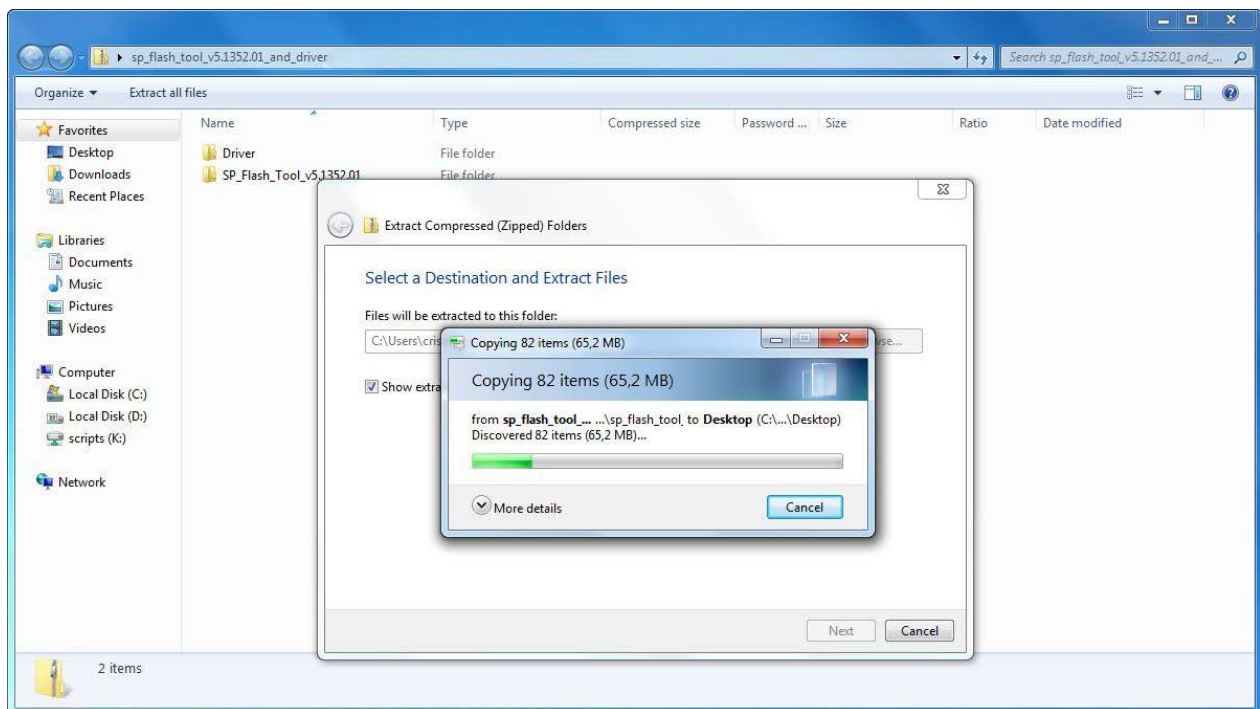 sp_flash_tool_v5.1352.01_and_driver
Search sp_flash_tool_v5.1352.01_and_...
Organize
Extract all files
Favorites
Desktop
Downloads
Recent Places
Libraries
Documents
Music
Pictures
Videos
Computer
Local Disk (C:)
Local Disk (D:)
scripts (K:)
Network
Name Type Compressed size Password ... Size Ratio Date modified
Driver File folder
SP_Flash_Tool_v5.1352.01 File folder
Extract Compressed (Zipped) Folders
Select a Destination and Extract Files
Files will be extracted to this folder:
C:\Users\cris
Show extra
Copying 82 items (65,2 MB)
Copying 82 items (65,2 MB)
from sp_flash_tool_... ...\sp_flash_tool_ to Desktop (C:\...\Desktop)
Discovered 82 items (65,2 MB)...
More details
Cancel
Next
Cancel
2 items